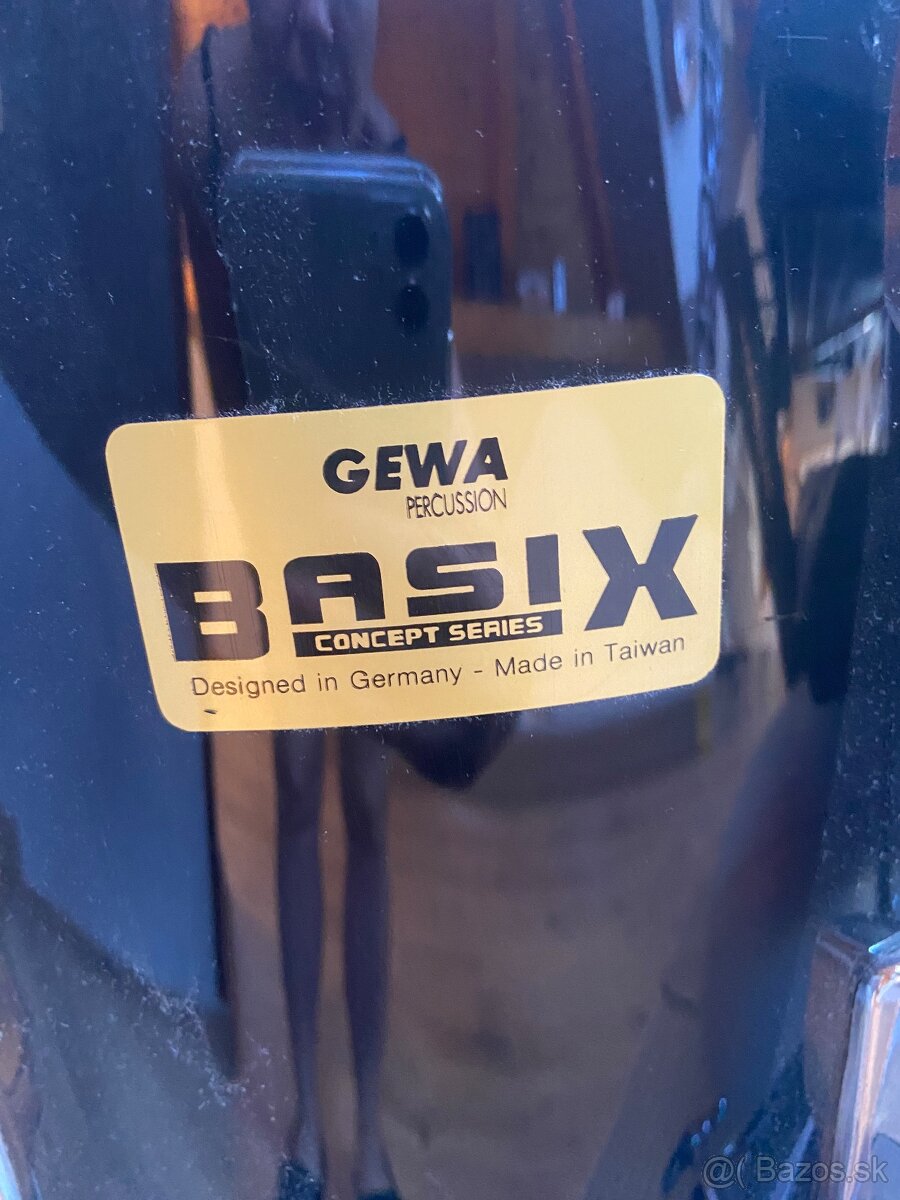 GEWA
PERCUSSION
BASIX
CONCEPT SERIES
Designed in Germany - Made in Taiwan
@( Bazos.sk